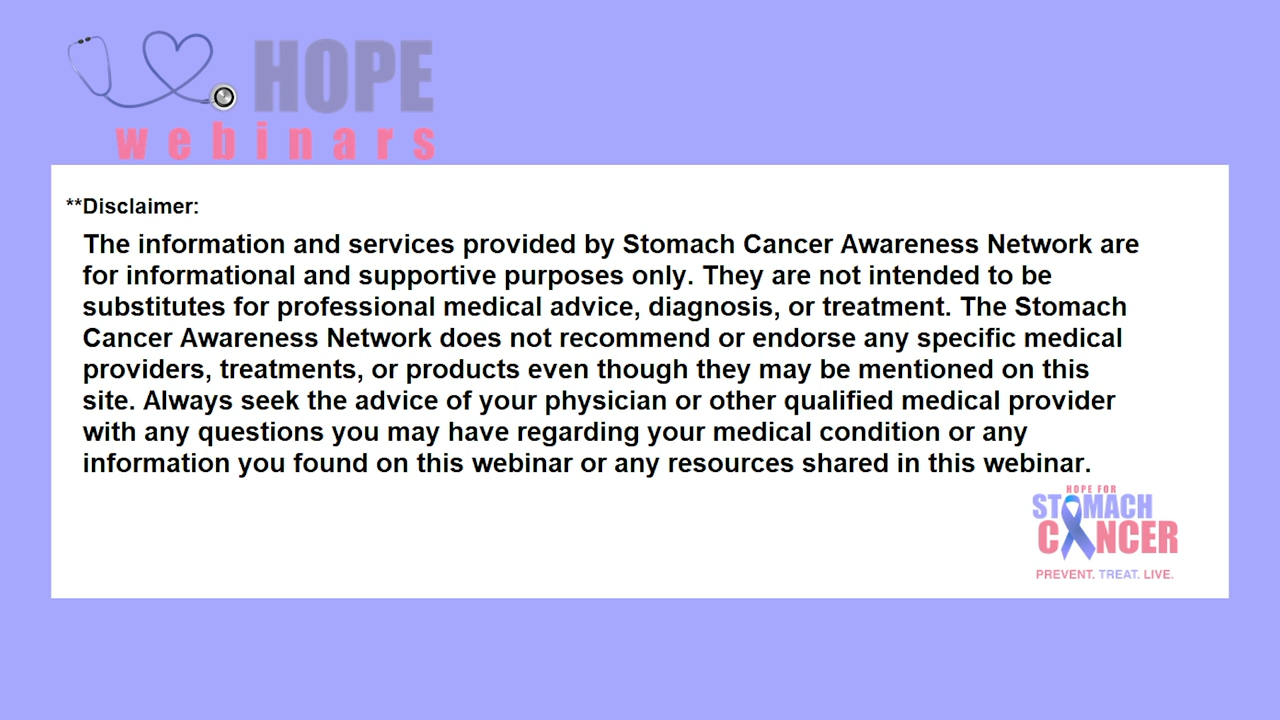 HOPE
webinars
**Disclaimer:
The information and services provided by Stomach Cancer Awareness Network are
for informational and supportive purposes only. They are not intended to be
substitutes for professional medical advice, diagnosis, or treatment. The Stomach
Cancer Awareness Network does not recommend or endorse any specific medical
providers, treatments, or products even though they may be mentioned on this
site. Always seek the advice of your physician or other qualified medical provider
with any questions you may have regarding your medical condition or any
information you found on this webinar or any resources shared in this webinar.
HOPE FOR
STOMACH
CANCER
PREVENT. TREAT. LIVE.